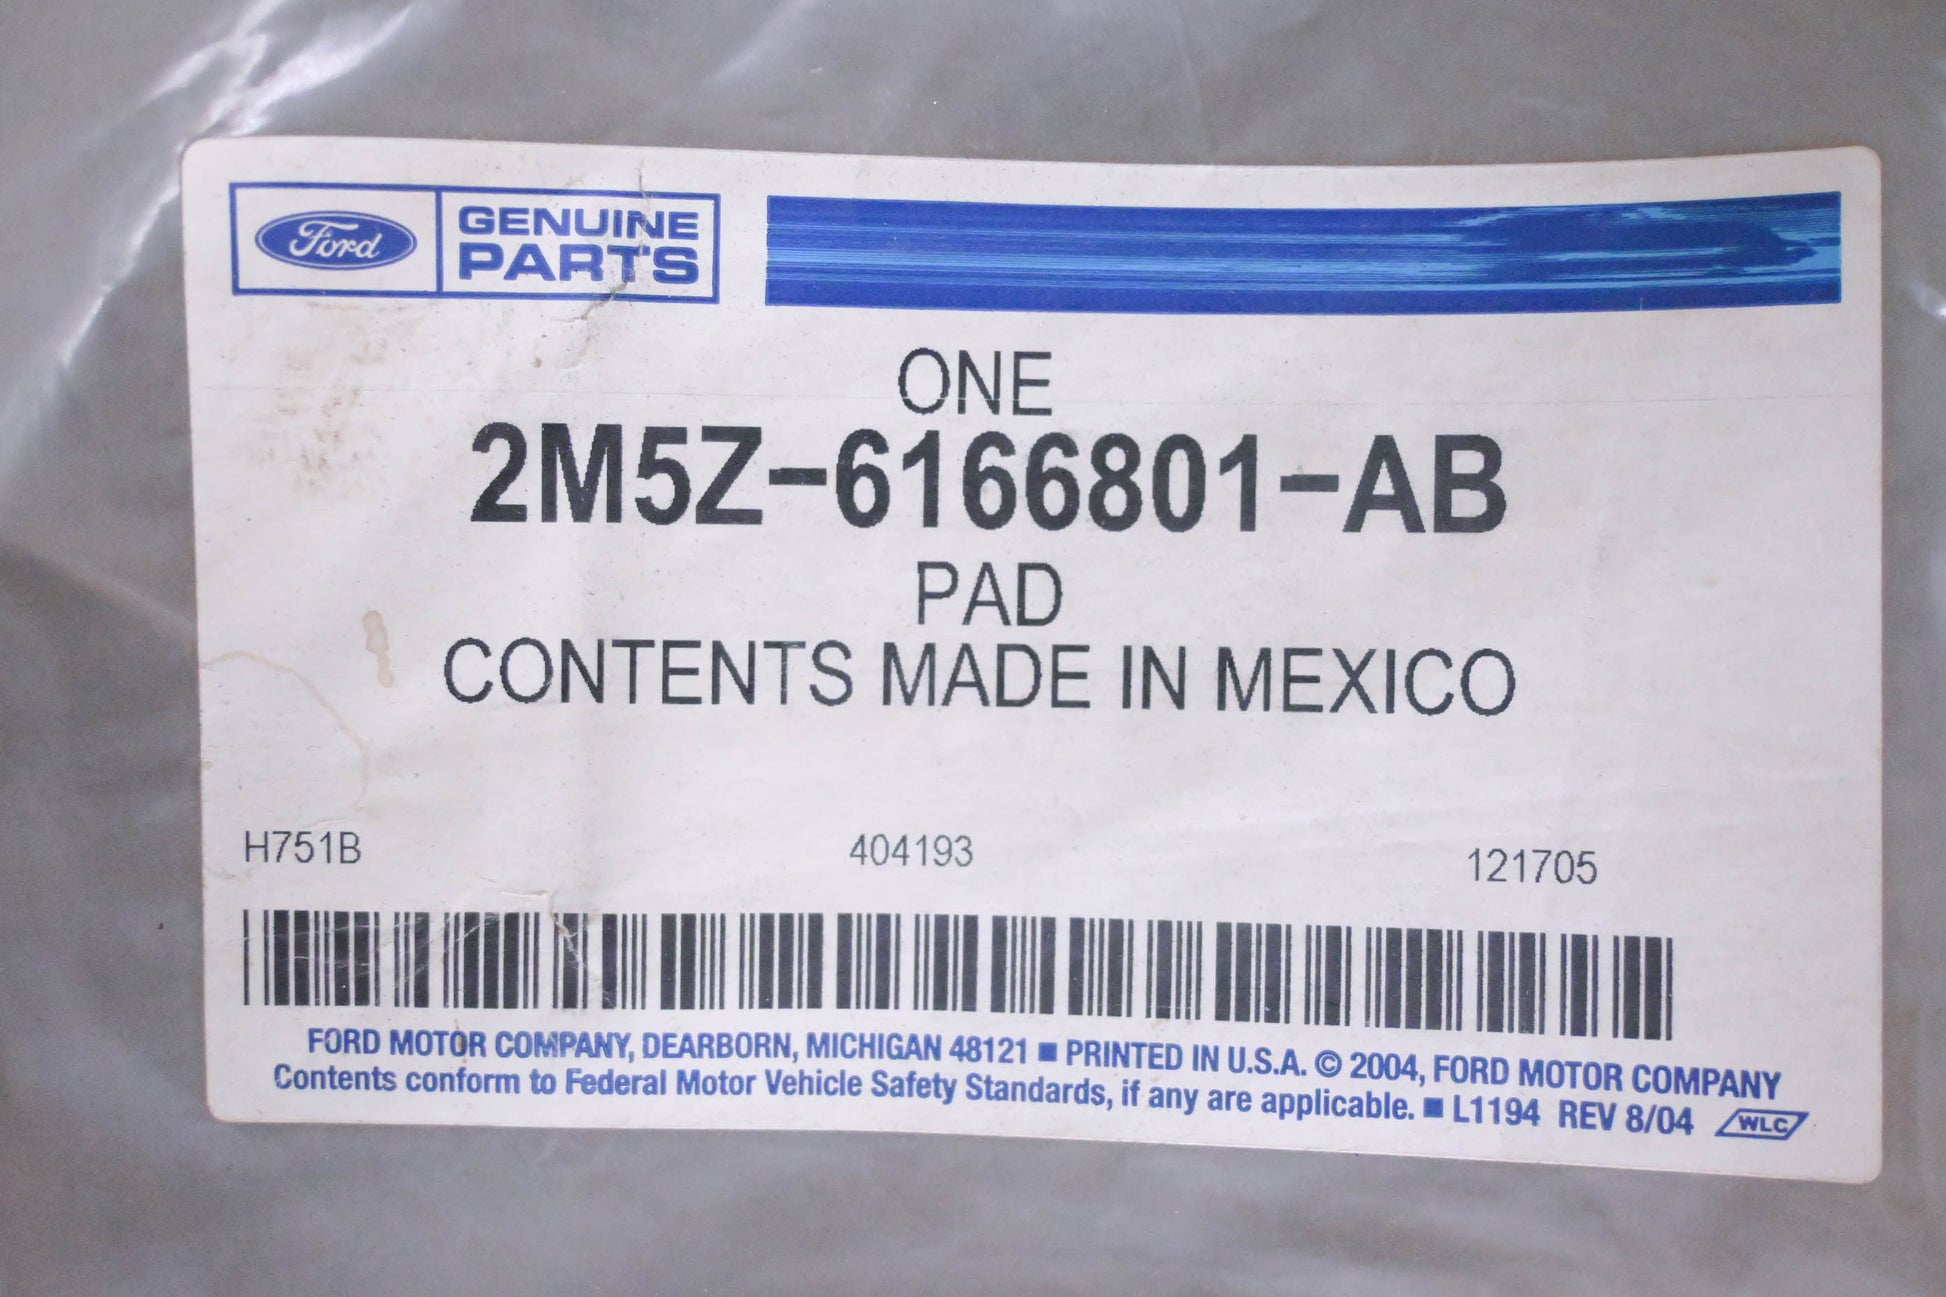 Ford GENUINE
PARTS
ONE
2M5Z-6166801-AB
PAD
CONTENTS MADE IN MEXICO
H751B 404193 121705
FORD MOTOR COMPANY, DEARBORN, MICHIGAN 48121 ■ PRINTED IN U.S.A. © 2004, FORD MOTOR COMPANY
Contents conform to Federal Motor Vehicle Safety Standards, if any are applicable. ■ L1194 REV 8/04 WLC